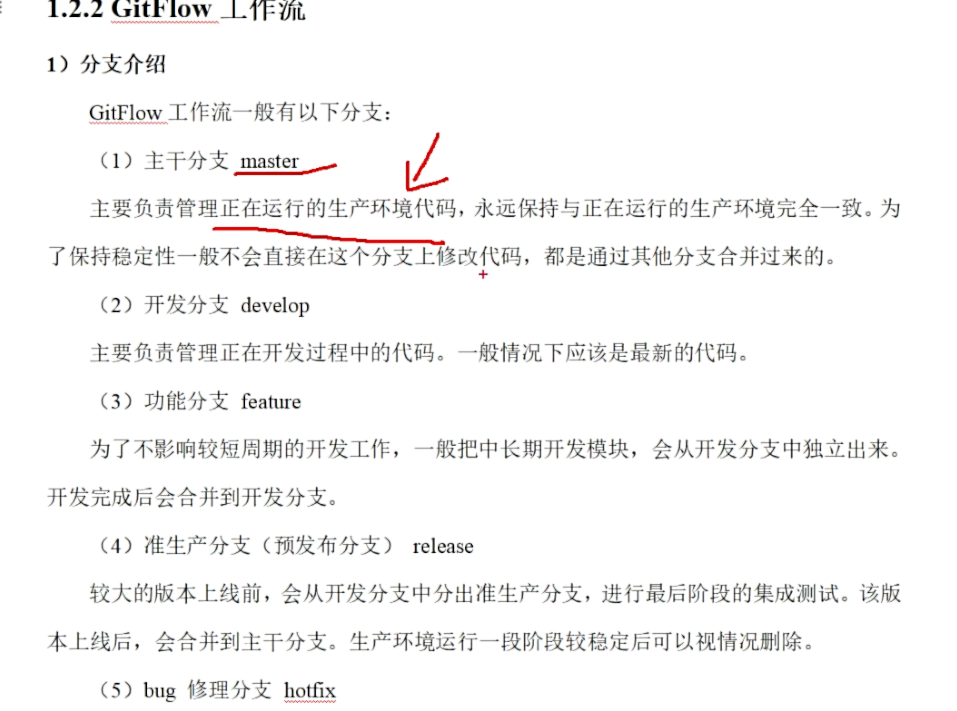 1.2.2 GitFlow 工作流
1）分支介绍
GitFlow 工作流一般有以下分支：
（1）主干分支 master
主要负责管理正在运行的生产环境代码，永远保持与正在运行的生产环境完全一致。为
了保持稳定性一般不会直接在这个分支上修改代码，都是通过其他分支合并过来的。
（2）开发分支 develop
主要负责管理正在开发过程中的代码。一般情况下应该是最新的代码。
（3）功能分支 feature
为了不影响较短周期的开发工作，一般把中长期开发模块，会从开发分支中独立出来。
开发完成后会合并到开发分支。
（4）准生产分支（预发布分支） release
较大的版本上线前，会从开发分支中分出准生产分支，进行最后阶段的集成测试。该版
本上线后，会合并到主干分支。生产环境运行一段阶段较稳定后可以视情况删除。
（5）bug 修理分支 hotfix